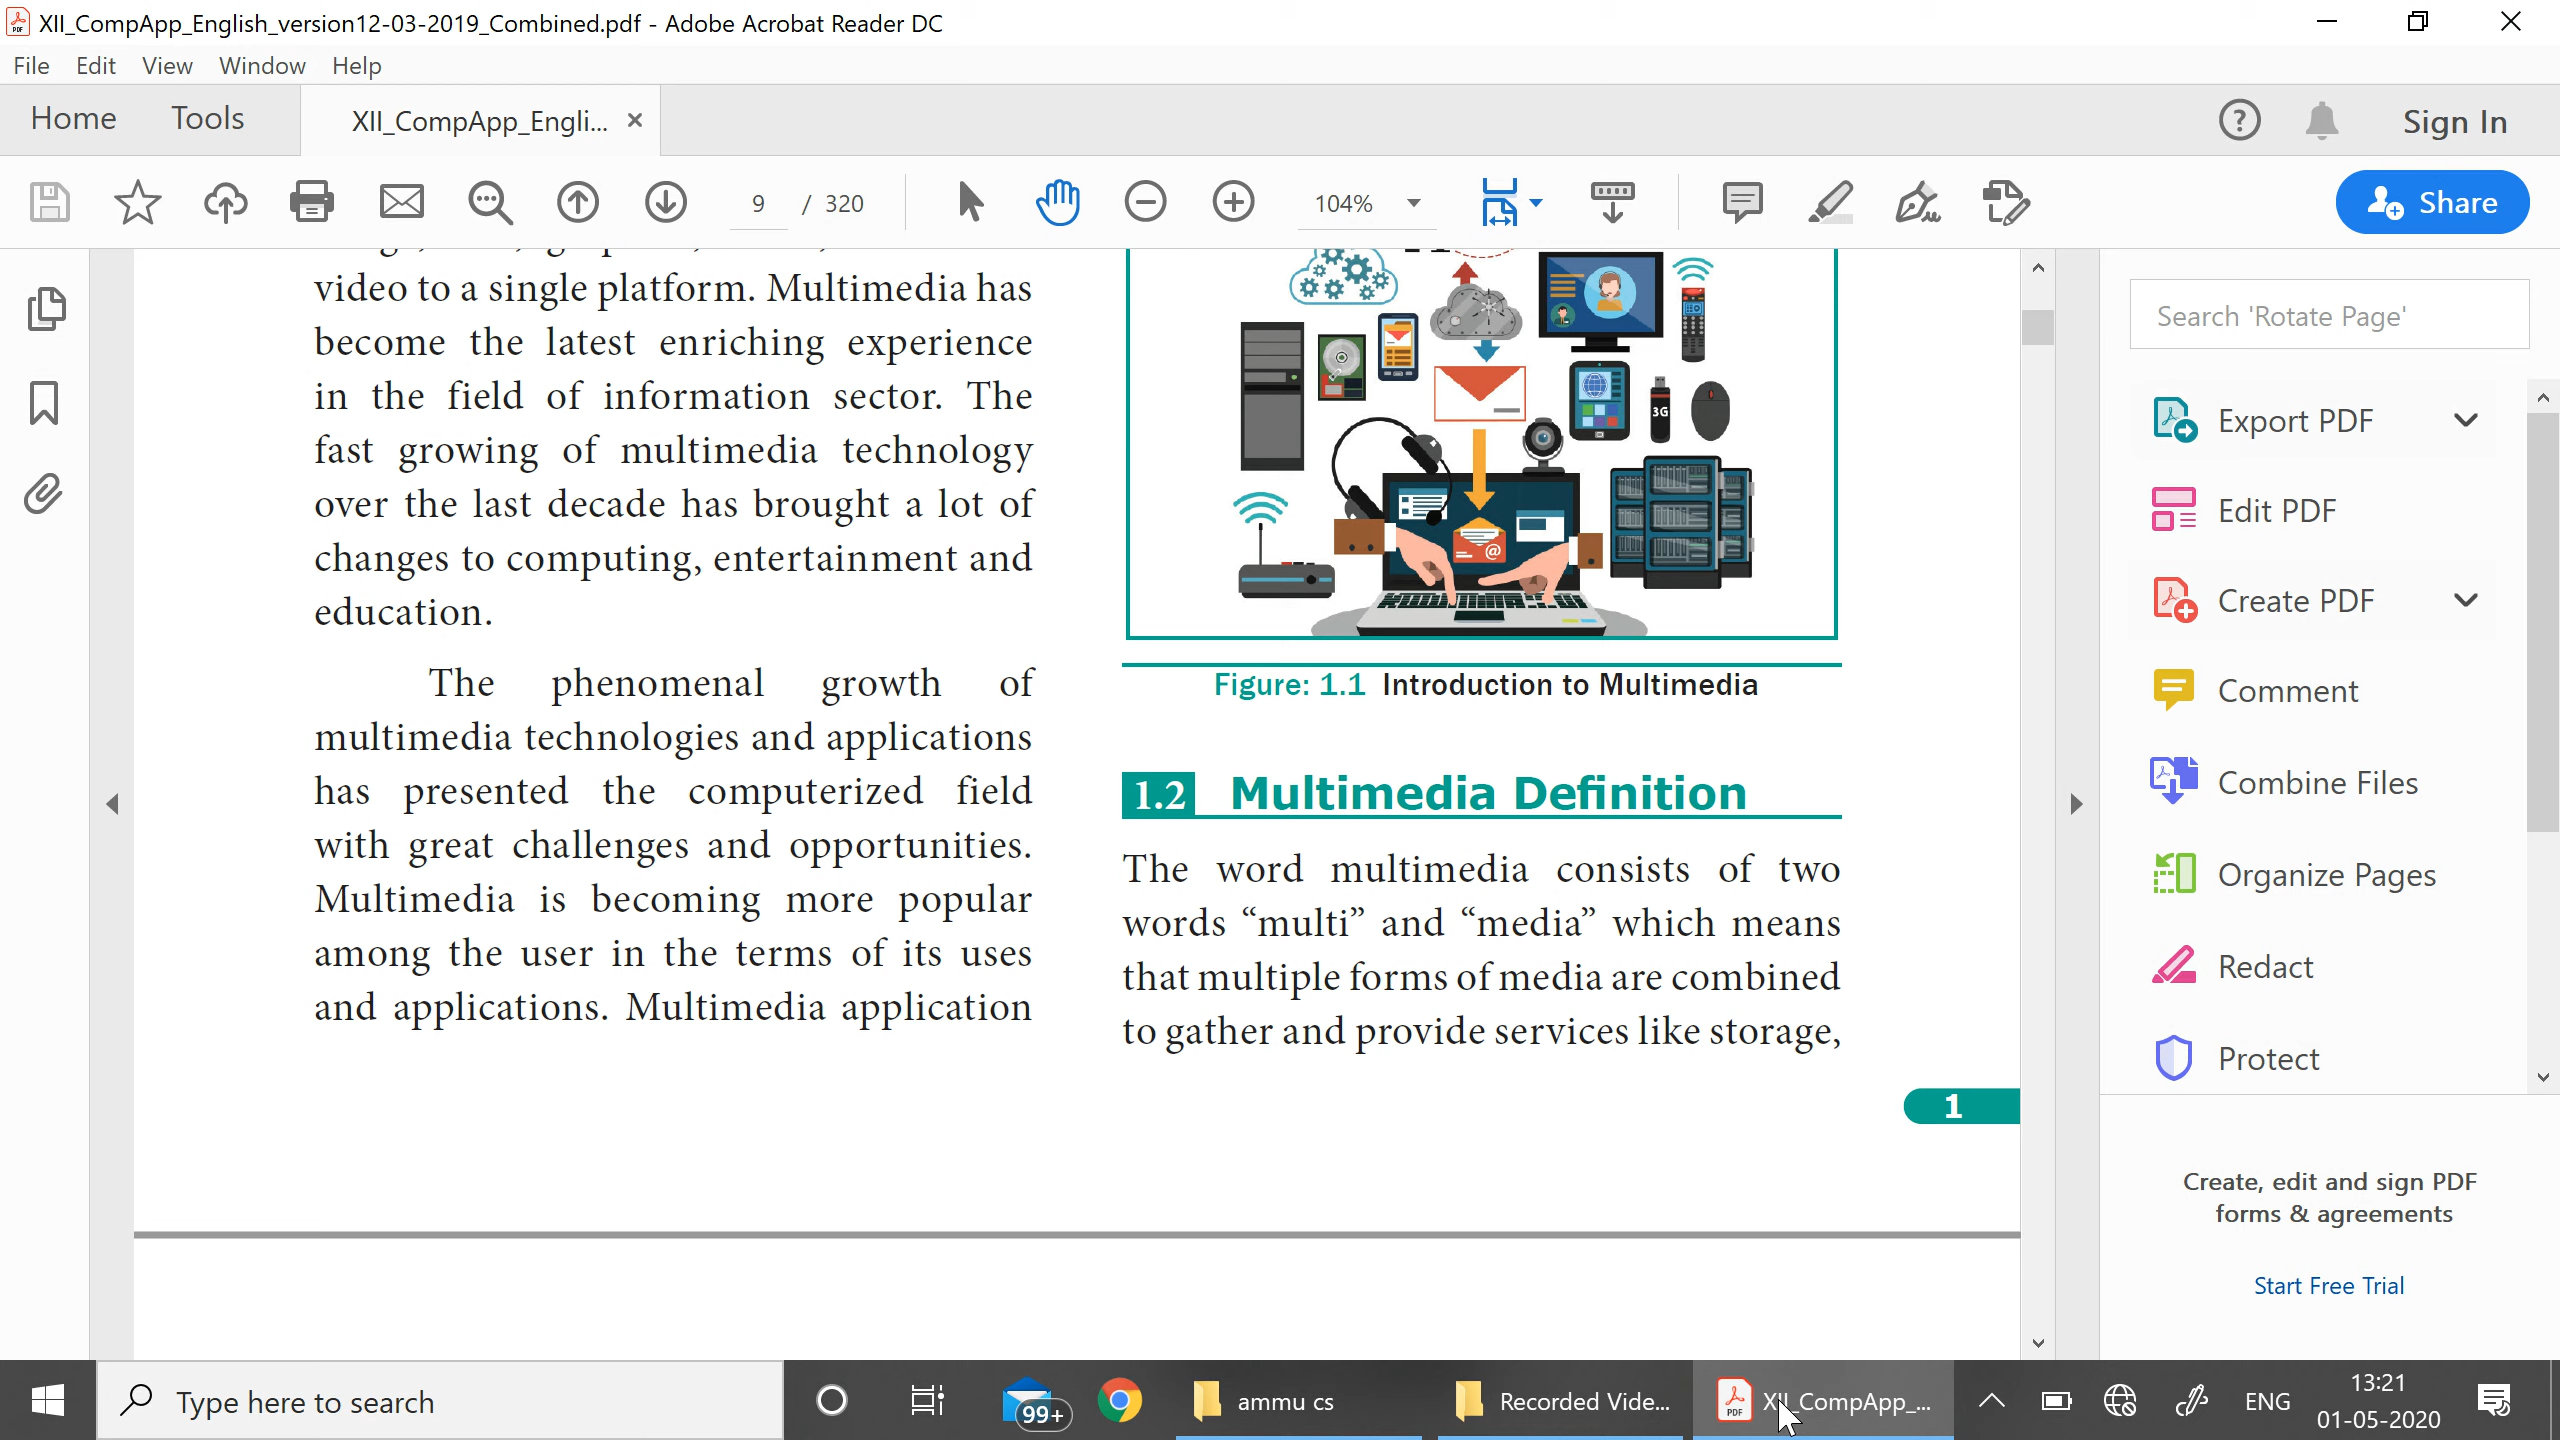 XII_CompApp_English_version12-03-2019_Combined.pdf - Adobe Acrobat Reader DC
File Edit View Window Help
Home Tools XII_CompApp_Engli... Sign In
9 / 320 104% Share
video to a single platform. Multimedia has
become the latest enriching experience
in the field of information sector. The
fast growing of multimedia technology
over the last decade has brought a lot of
changes to computing, entertainment and
education.
The phenomenal growth of
multimedia technologies and applications
has presented the computerized field
with great challenges and opportunities.
Multimedia is becoming more popular
among the user in the terms of its uses
and applications. Multimedia application
3G
@
Figure: 1.1 Introduction to Multimedia
1.2 Multimedia Definition
The word multimedia consists of two
words “multi” and “media” which means
that multiple forms of media are combined
to gather and provide services like storage,
1
Search 'Rotate Page'
Export PDF
Edit PDF
Create PDF
Comment
Combine Files
Organize Pages
Redact
Protect
Create, edit and sign PDF
forms & agreements
Start Free Trial
Type here to search 99+ ammu cs Recorded Vide... PDF XII_CompApp_... ENG 13:21
01-05-2020